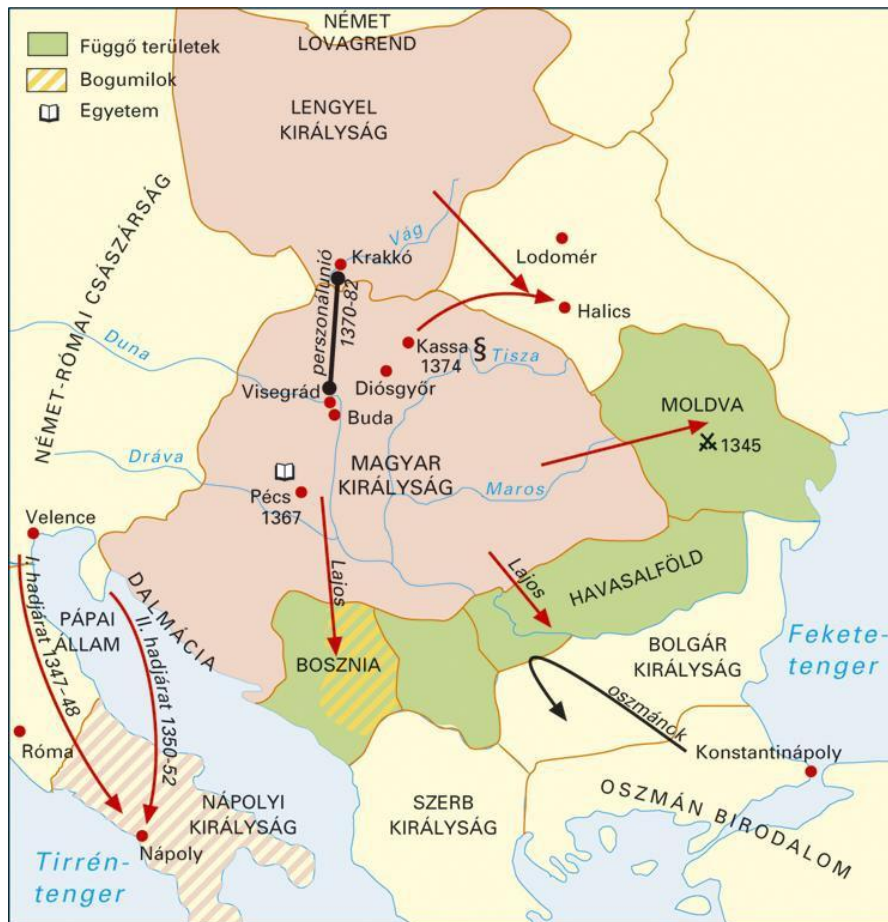 Függő területek
Bogumilok
Egyetem
NÉMET
LOVAGREND
LENGYEL
KIRÁLYSÁG
NÉMET-RÓMAI CSÁSZÁRSÁG
Vág
Krakkó
Lodomér
Halics
perszonálunió
1370-82
Duna
Kassa §
1374
Tisza
Visegrád
Diósgyőr
Buda
MOLDVA
1345
Dráva
MAGYAR
KIRÁLYSÁG
Maros
Pécs
1367
Velence
Lajos
Lajos
HAVASALFÖLD
DALMÁCIA
I. hadjárat 1347-48
PÁPAI
ÁLLAM
II. hadjárat 1350-52
BOSZNIA
BOLGÁR
KIRÁLYSÁG
Fekete-
tenger
oszmánok
Róma
Konstantinápoly
NÁPOLYI
KIRÁLYSÁG
SZERB
KIRÁLYSÁG
OSZMÁN BIRODALOM
Nápoly
Tirrén-
tenger